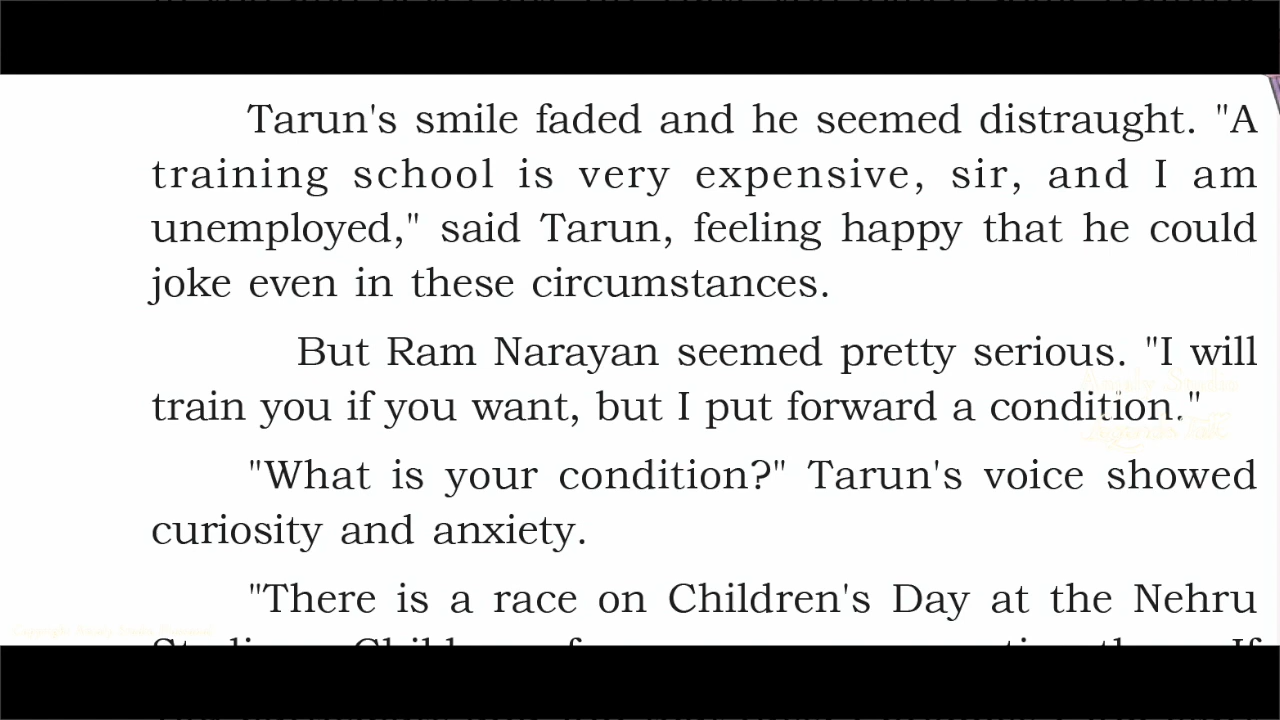 Tarun's smile faded and he seemed distraught. "A
training school is very expensive, sir, and I am
unemployed," said Tarun, feeling happy that he could
joke even in these circumstances.
But Ram Narayan seemed pretty serious. "I will
train you if you want, but I put forward a condition."
"What is your condition?" Tarun's voice showed
curiosity and anxiety.
"There is a race on Children's Day at the Nehru